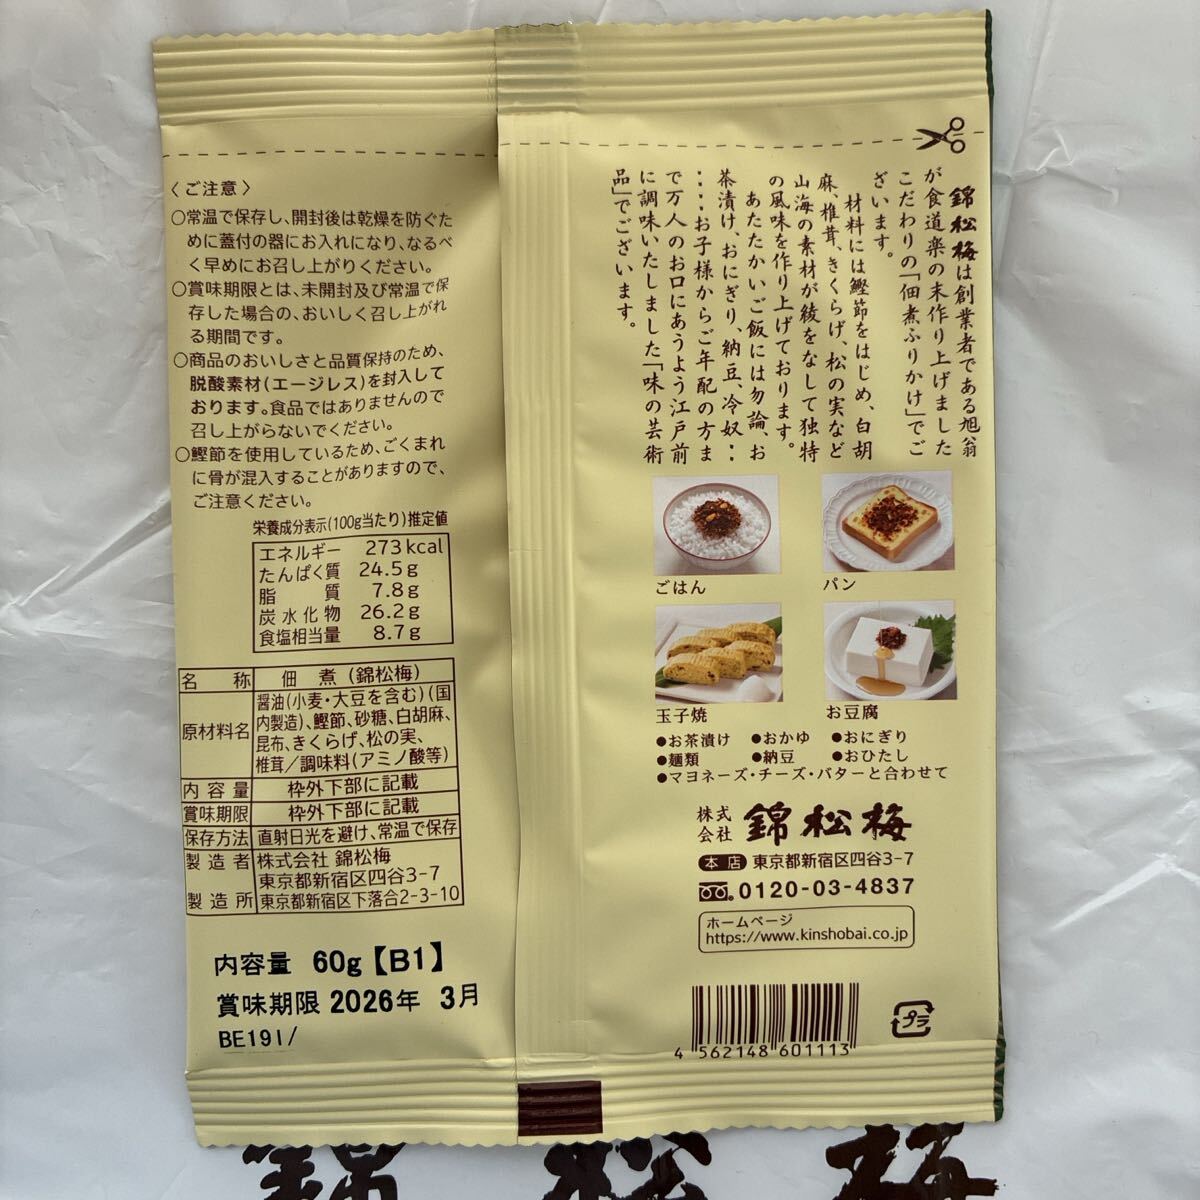 〈ご注意〉
○常温で保存し、開封後は乾燥を防ぐた
めに蓋付の器にお入れになり、なるべ
く早めにお召し上がりください。
○賞味期限とは、未開封及び常温で保
存した場合の、おいしく召し上がれ
る期間です。
○商品のおいしさと品質保持のため、
脱酸素材(エージレス)を封入して
おります。食品ではありませんので
召し上がらないでください。
○鰹節を使用しているため、ごくまれ
に骨が混入することがありますので、
ご注意ください。
栄養成分表示(100g当たり)推定値
エネルギー 273kcal
たんぱく質 24.5g
脂質 7.8g
炭水化物 26.2g
食塩相当量 8.7g
名称 佃煮(錦松梅)
原材料名 醤油(小麦・大豆を含む)(国
内製造)、鰹節、砂糖、白胡麻、
昆布、きくらげ、松の実、
椎茸／調味料(アミノ酸等)
内容量 枠外下部に記載
賞味期限 枠外下部に記載
保存方法 直射日光を避け、常温で保存
製造者 株式会社 錦松梅
東京都新宿区四谷3-7
製造所 東京都新宿区下落合2-3-10
内容量 60g【B1】
賞味期限 2026年 3月
BE19I/
錦松梅は創業者である旭翁
が食道楽の末作り上げました
こだわりの「佃煮ふりかけ」でご
ざいます。
材料には鰹節をはじめ、白胡
麻、椎茸、きくらげ、松の実など
山海の素材が綾をなして独特
の風味を作り上げております。
あたたかいご飯には勿論、お
茶漬け、おにぎり、納豆、冷奴‥
‥‥お子様からご年配の方ま
で万人のお口にあうよう江戸前
に調味いたしました「味の芸術
品」でございます。
ごはん
パン
玉子焼
お豆腐
●お茶漬け ●おかゆ ●おにぎり
●麺類 ●納豆 ●おひたし
●マヨネーズ・チーズ・バターと合わせて
株式会社 錦松梅
本店 東京都新宿区四谷3-7
0120-03-4837
ホームページ
https://www.kinshobai.co.jp
4 562148 601113
プラ
錦松梅